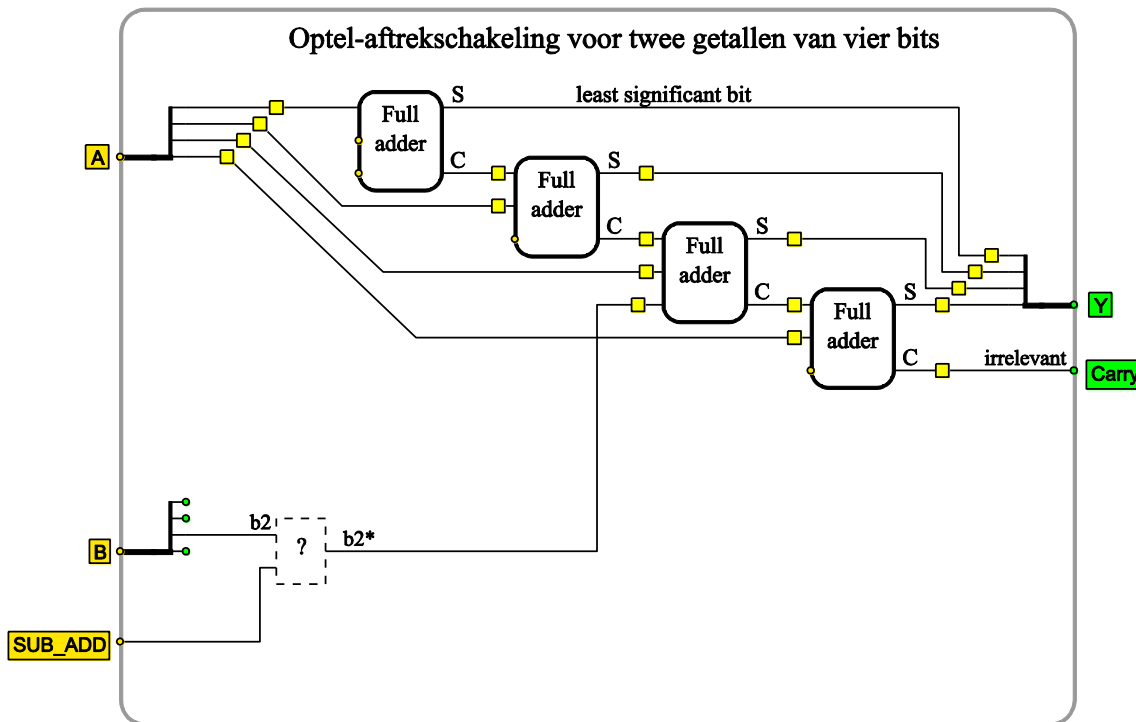 Optel-aftrekschakeling voor twee getallen van vier bits
S
least significant bit
Full
adder
A
C
S
Full
adder
C
S
Full
adder
C
S
Full
adder
Y
C
irrelevant
Carry
b2
?
b2*
B
SUB_ADD